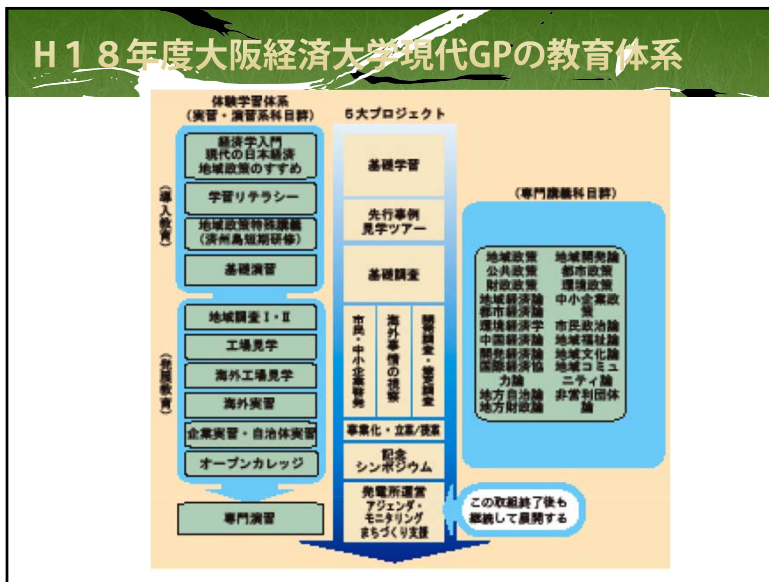 H18年度大阪経済大学現代GPの教育体系
体験学習体系
(実習・演習系科目群)
(導入教育)
経済学入門
現代の日本経済
地域政策のすすめ
学習リテラシー
地域政策特殊講義
(済州島短期研修)
基礎演習
(発展教育)
地域調査Ⅰ・Ⅱ
工場見学
海外工場見学
海外実習
企業実習・自治体実習
オープンカレッジ
専門演習
5大プロジェクト
基礎学習
先行事例
見学ツアー
基礎調査
市民・中小企業啓発
海外事情の視察
事業化・立案/提案
記念
シンポジウム
発電所運営
アジェンダ・
モニタリング
まちづくり支援
(専門講義科目群)
地域政策
公共政策
財政政策
地域経済論
都市経済論
環境経済学
中国経済論
開発経済論
国際経済協
力論
地方自治論
地方財政論
地域開発論
都市政策
環境政策
中小企業政
策
市民政治論
地域福祉論
地域文化論
地域コミュ
ニティ論
非営利団体
論
この取組終了後も
継続して展開する